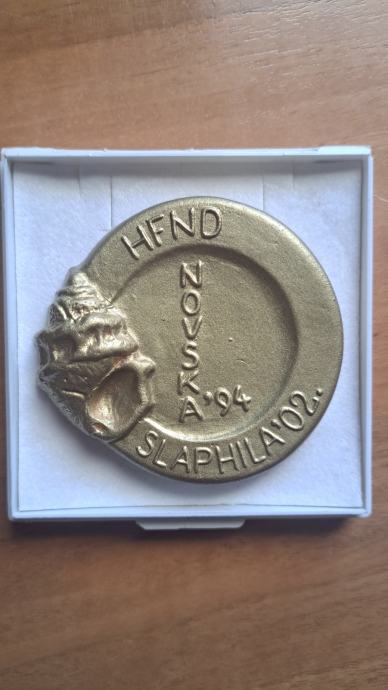 HFND
NOVSKA
'94
SLAPHILA'02.